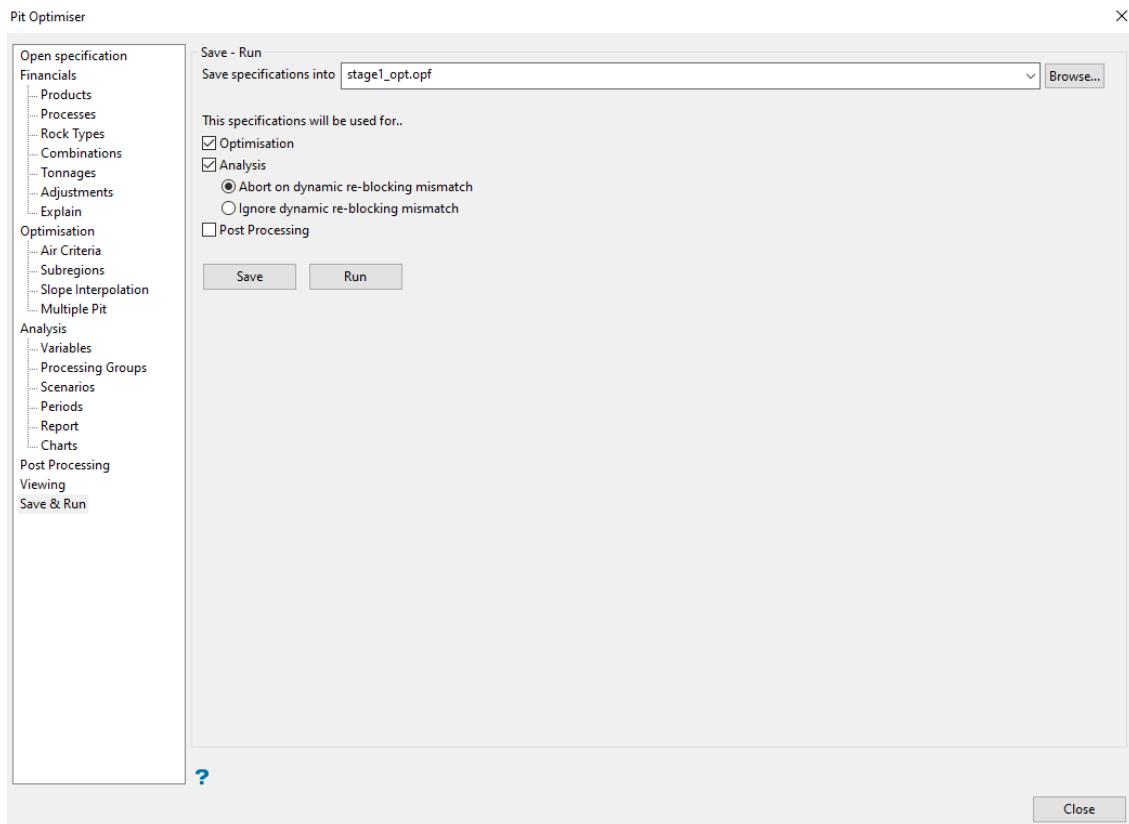 Pit Optimiser
Open specification
Financials
Products
Processes
Rock Types
Combinations
Tonnages
Adjustments
Explain
Optimisation
Air Criteria
Subregions
Slope Interpolation
Multiple Pit
Analysis
Variables
Processing Groups
Scenarios
Periods
Report
Charts
Post Processing
Viewing
Save & Run
Save - Run
Save specifications into stage1_opt.opf Browse...
This specifications will be used for..
Optimisation
Analysis
Abort on dynamic re-blocking mismatch
Ignore dynamic re-blocking mismatch
Post Processing
Save Run
?
Close